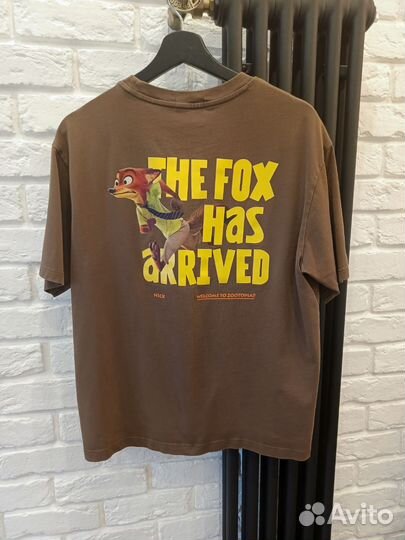 THE FOX
Has
aRRIVED
NICK WELCOME TO ZOOTOPIA!
Avito